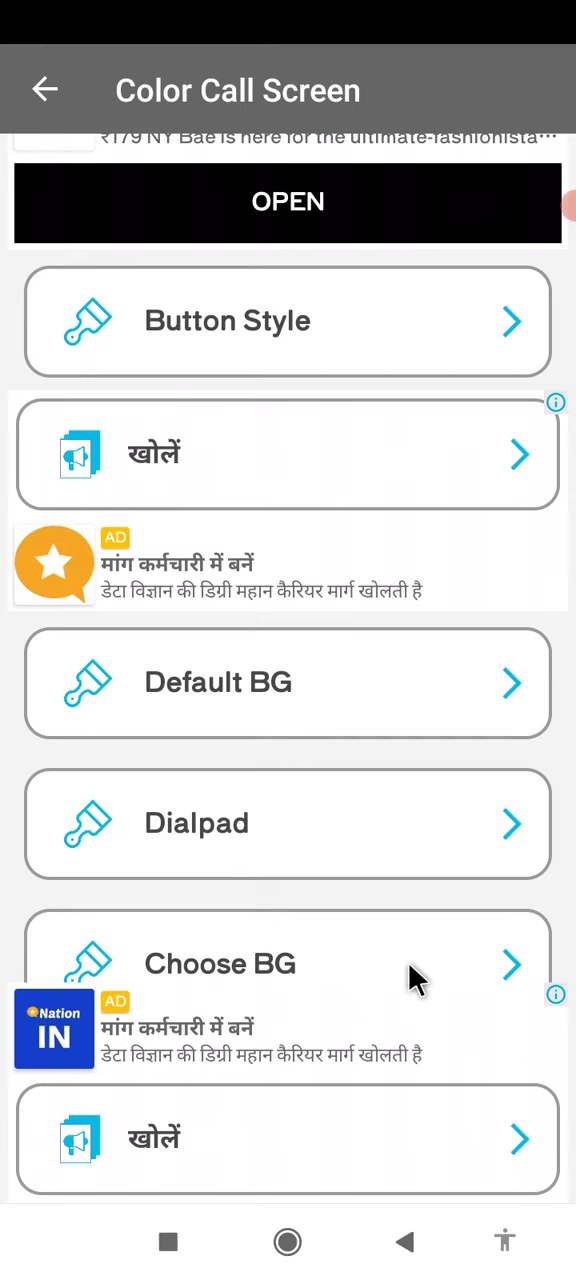 Color Call Screen
₹179 NY Bae is here for the ultimate-fashionista...
OPEN
Button Style
खोलें
AD
मांग कर्मचारी में बनें
डेटा विज्ञान की डिग्री महान कैरियर मार्ग खोलती है
Default BG
Dialpad
Choose BG
Nation
IN
AD
मांग कर्मचारी में बनें
डेटा विज्ञान की डिग्री महान कैरियर मार्ग खोलती है
खोलें